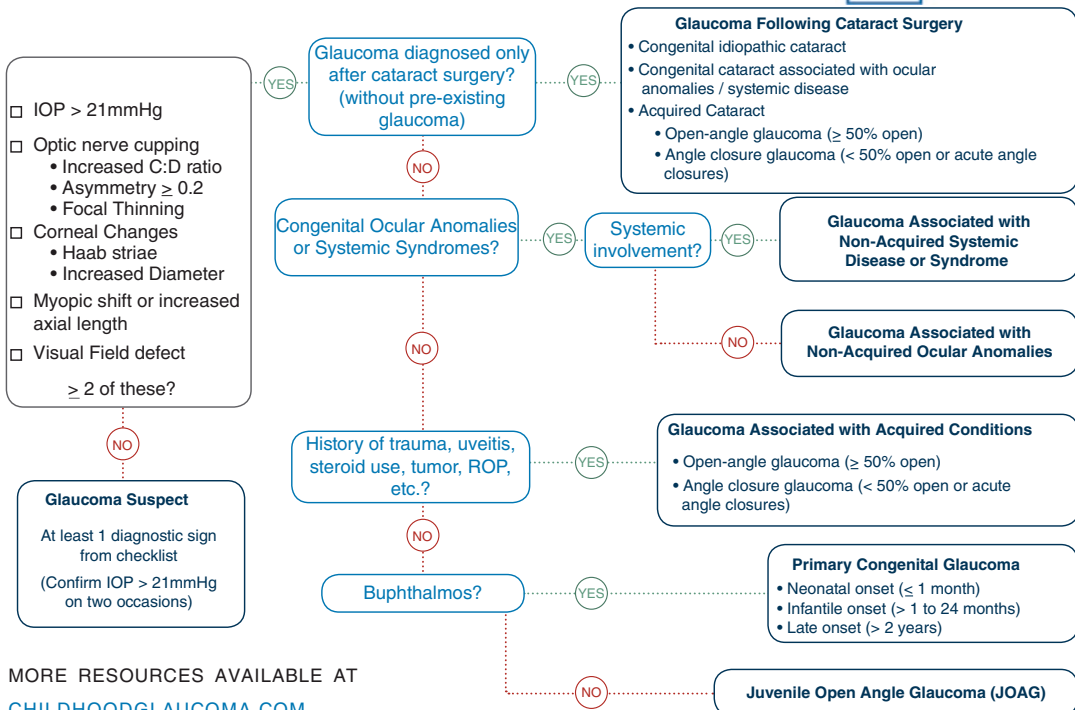 IOP > 21mmHg
Optic nerve cupping
• Increased C:D ratio
• Asymmetry ≥ 0.2
• Focal Thinning
Corneal Changes
• Haab striae
• Increased Diameter
Myopic shift or increased
axial length
Visual Field defect
≥ 2 of these?
NO
Glaucoma Suspect
At least 1 diagnostic sign
from checklist
(Confirm IOP > 21mmHg
on two occasions)
YES
Glaucoma diagnosed only
after cataract surgery?
(without pre-existing
glaucoma)
YES
Glaucoma Following Cataract Surgery
• Congenital idiopathic cataract
• Congenital cataract associated with ocular
anomalies / systemic disease
• Acquired Cataract
• Open-angle glaucoma (≥ 50% open)
• Angle closure glaucoma (< 50% open or acute angle
closures)
NO
Congenital Ocular Anomalies
or Systemic Syndromes?
YES
Systemic
involvement?
YES
Glaucoma Associated with
Non-Acquired Systemic
Disease or Syndrome
NO
Glaucoma Associated with
Non-Acquired Ocular Anomalies
NO
History of trauma, uveitis,
steroid use, tumor, ROP,
etc.?
YES
Glaucoma Associated with Acquired Conditions
• Open-angle glaucoma (≥ 50% open)
• Angle closure glaucoma (< 50% open or acute
angle closures)
NO
Buphthalmos?
YES
Primary Congenital Glaucoma
• Neonatal onset (≤ 1 month)
• Infantile onset (> 1 to 24 months)
• Late onset (> 2 years)
NO
Juvenile Open Angle Glaucoma (JOAG)
MORE RESOURCES AVAILABLE AT
CHILDHOODGLAUCOMA.COM